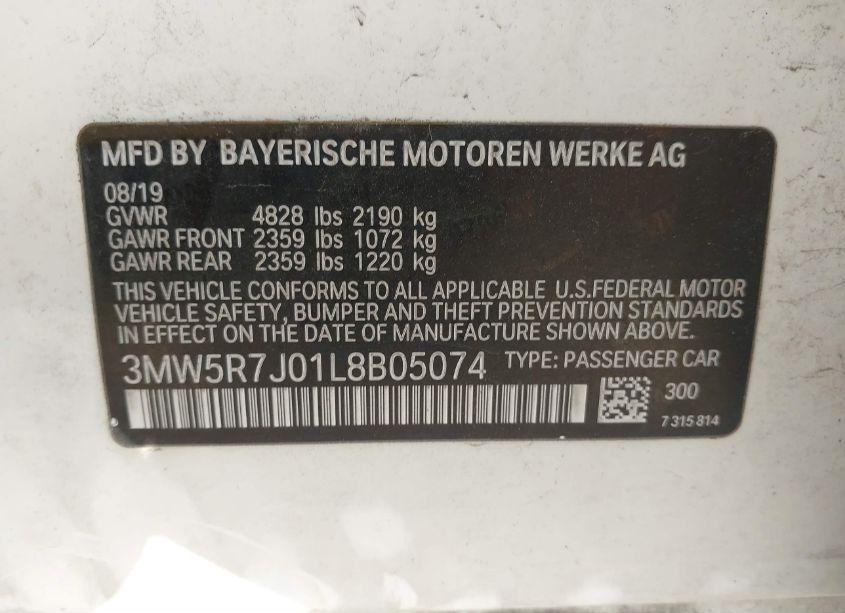 MFD BY BAYERISCHE MOTOREN WERKE AG
08/19
GVWR 4828 lbs 2190 kg
GAWR FRONT 2359 lbs 1072 kg
GAWR REAR 2359 lbs 1220 kg
THIS VEHICLE CONFORMS TO ALL APPLICABLE U.S.FEDERAL MOTOR
VEHICLE SAFETY, BUMPER AND THEFT PREVENTION STANDARDS
IN EFFECT ON THE DATE OF MANUFACTURE SHOWN ABOVE.
3MW5R7J01L8B05074 TYPE: PASSENGER CAR
300
7 315 814